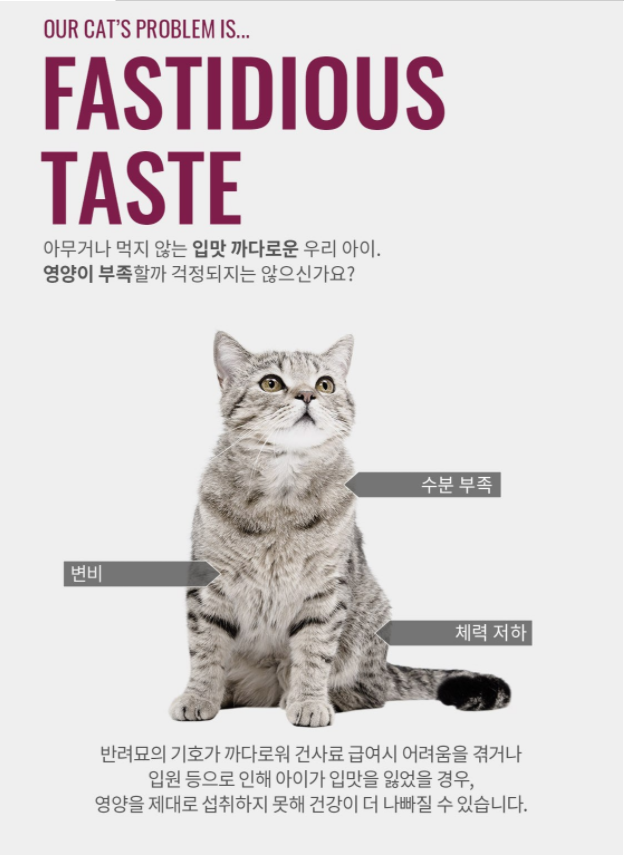 OUR CAT'S PROBLEM IS...
FASTIDIOUS
TASTE
아무거나 먹지 않는 입맛 까다로운 우리 아이.
영양이 부족할까 걱정되지는 않으신가요?
수분 부족
변비
체력 저하
반려묘의 기호가 까다로워 건사료 급여시 어려움을 겪거나
입원 등으로 인해 아이가 입맛을 잃었을 경우,
영양을 제대로 섭취하지 못해 건강이 더 나빠질 수 있습니다.